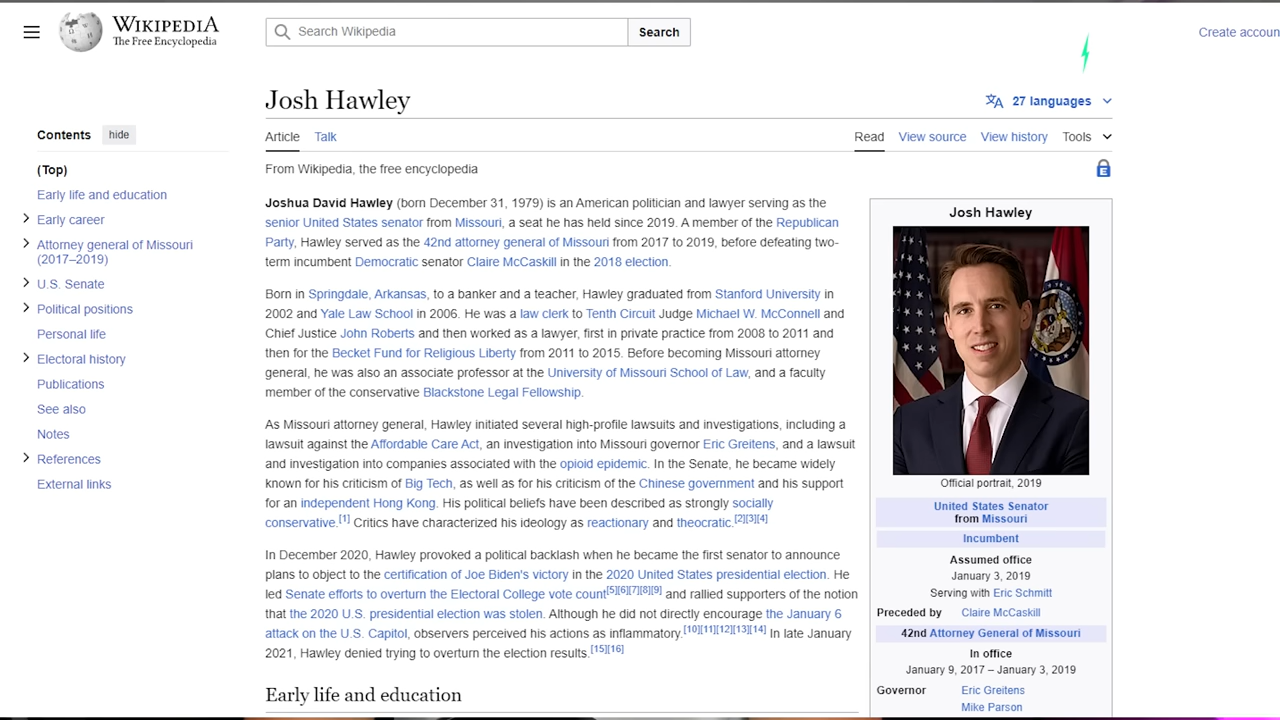 WIKIPEDIA
The Free Encyclopedia
Search Wikipedia
Search
Create accoun
Josh Hawley
27 languages
Contents
hide
Article
Talk
Read
View source
View history
Tools
(Top)
Early life and education
Early career
Attorney general of Missouri
(2017–2019)
U.S. Senate
Political positions
Personal life
Electoral history
Publications
See also
Notes
References
External links
From Wikipedia, the free encyclopedia
Joshua David Hawley (born December 31, 1979) is an American politician and lawyer serving as the
senior United States senator from Missouri, a seat he has held since 2019. A member of the Republican
Party, Hawley served as the 42nd attorney general of Missouri from 2017 to 2019, before defeating two-
term incumbent Democratic senator Claire McCaskill in the 2018 election.
Born in Springdale, Arkansas, to a banker and a teacher, Hawley graduated from Stanford University in
2002 and Yale Law School in 2006. He was a law clerk to Tenth Circuit Judge Michael W. McConnell and
Chief Justice John Roberts and then worked as a lawyer, first in private practice from 2008 to 2011 and
then for the Becket Fund for Religious Liberty from 2011 to 2015. Before becoming Missouri attorney
general, he was also an associate professor at the University of Missouri School of Law, and a faculty
member of the conservative Blackstone Legal Fellowship.
As Missouri attorney general, Hawley initiated several high-profile lawsuits and investigations, including a
lawsuit against the Affordable Care Act, an investigation into Missouri governor Eric Greitens, and a lawsuit
and investigation into companies associated with the opioid epidemic. In the Senate, he became widely
known for his criticism of Big Tech, as well as for his criticism of the Chinese government and his support
for an independent Hong Kong. His political beliefs have been described as strongly socially
conservative.[1] Critics have characterized his ideology as reactionary and theocratic.[2][3][4]
In December 2020, Hawley provoked a political backlash when he became the first senator to announce
plans to object to the certification of Joe Biden's victory in the 2020 United States presidential election. He
led Senate efforts to overturn the Electoral College vote count[5][6][7][8][9] and rallied supporters of the notion
that the 2020 U.S. presidential election was stolen. Although he did not directly encourage the January 6
attack on the U.S. Capitol, observers perceived his actions as inflammatory.[10][11][12][13][14] In late January
2021, Hawley denied trying to overturn the election results.[15][16]
Early life and education
Josh Hawley
Official portrait, 2019
United States Senator
from Missouri
Incumbent
Assumed office
January 3, 2019
Serving with Eric Schmitt
Preceded by Claire McCaskill
42nd Attorney General of Missouri
In office
January 9, 2017 – January 3, 2019
Governor Eric Greitens
Mike Parson